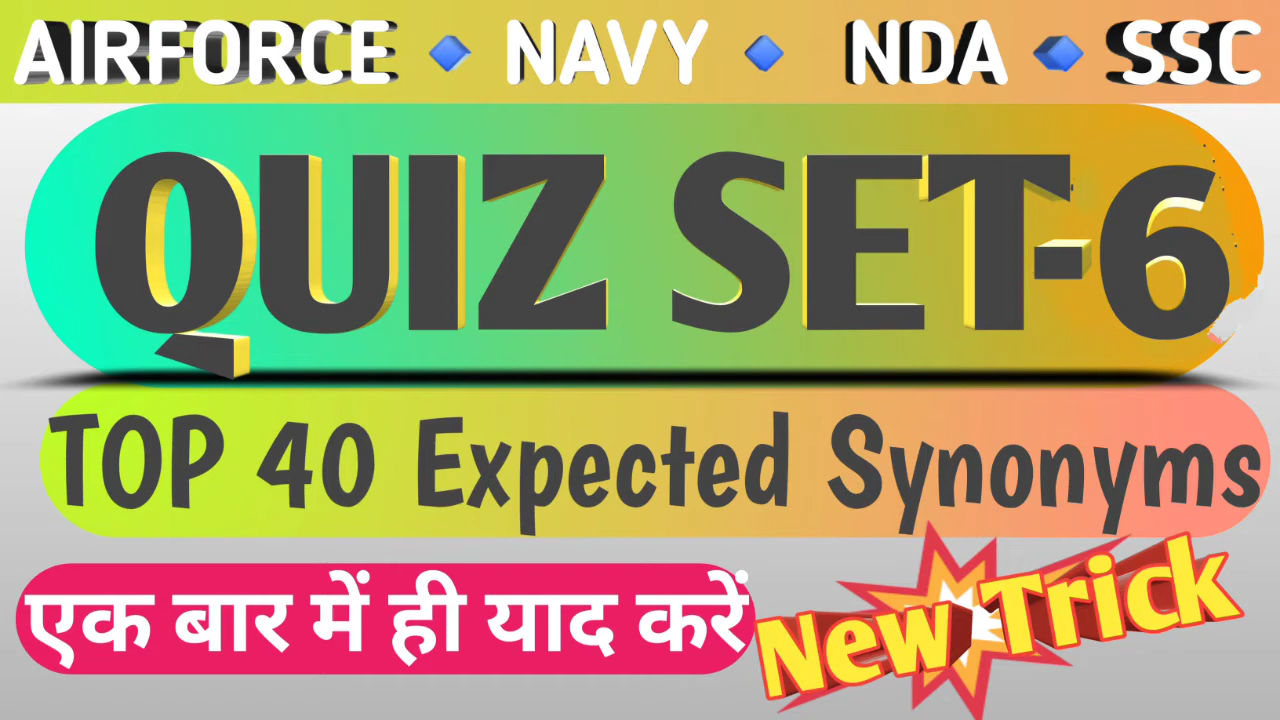 AIRFORCE 🔹 NAVY 🔹 NDA 🔹 SSC
QUIZ SET-6
TOP 40 Expected Synonyms
एक बार में ही याद करें
New Trick